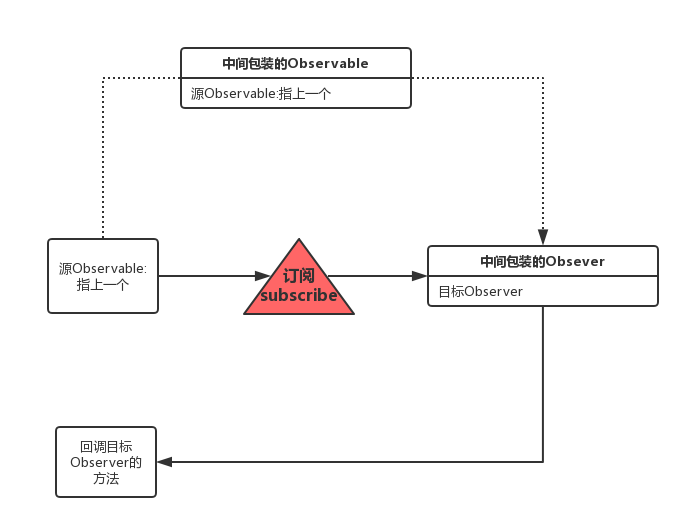 中间包装的Observable
源Observable:指上一个
源Observable:
指上一个
订阅
subscribe
中间包装的Obsever
目标Observer
回调目标
Observer的
方法